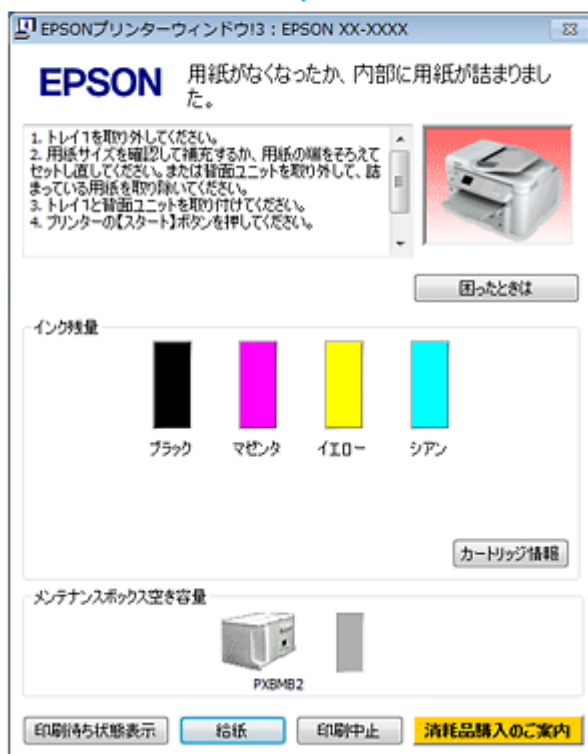 EPSONプリンターウィンドウ!3 : EPSON XX-XXXX
EPSON
用紙がなくなったか、内部に用紙が詰まりまし
た。
1. トレイ1を取り外してください。
2. 用紙サイズを確認して補充するか、用紙の端をそろえて
セットし直してください。または背面ユニットを取り外して、詰
まっている用紙を取り除いてください。
3. トレイ1と背面ユニットを取り付けてください。
4. プリンターの【スタート】ボタンを押してください。
困ったときは
インク残量
ブラック マゼンタ イエロー シアン
カートリッジ情報
メンテナンスボックス空き容量
PXBMB2
印刷待ち状態表示 給紙 印刷中止 消耗品購入のご案内